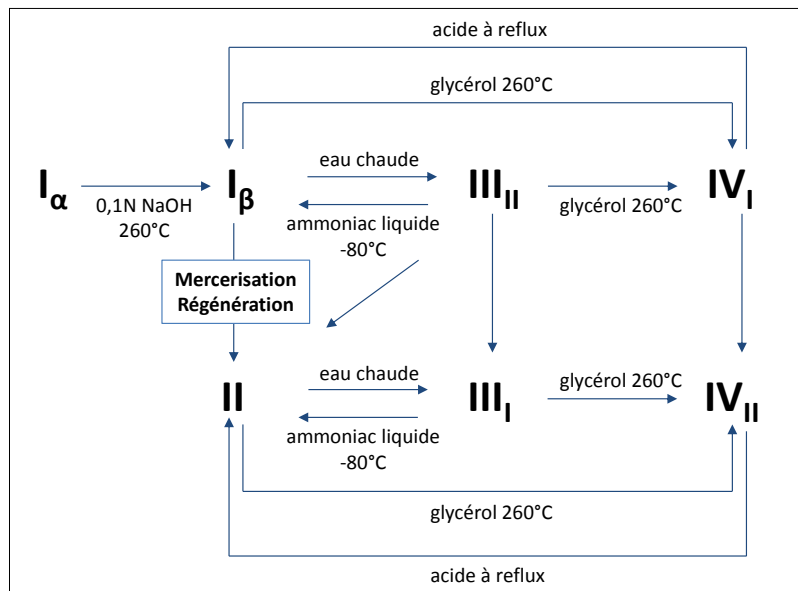 acide à reflux
glycérol 260°C
Iα
0,1N NaOH
260°C
Iβ
eau chaude
ammoniac liquide
-80°C
IIIII
glycérol 260°C
IVI
Mercerisation
Régénération
II
eau chaude
ammoniac liquide
-80°C
IIII
glycérol 260°C
IVII
glycérol 260°C
acide à reflux